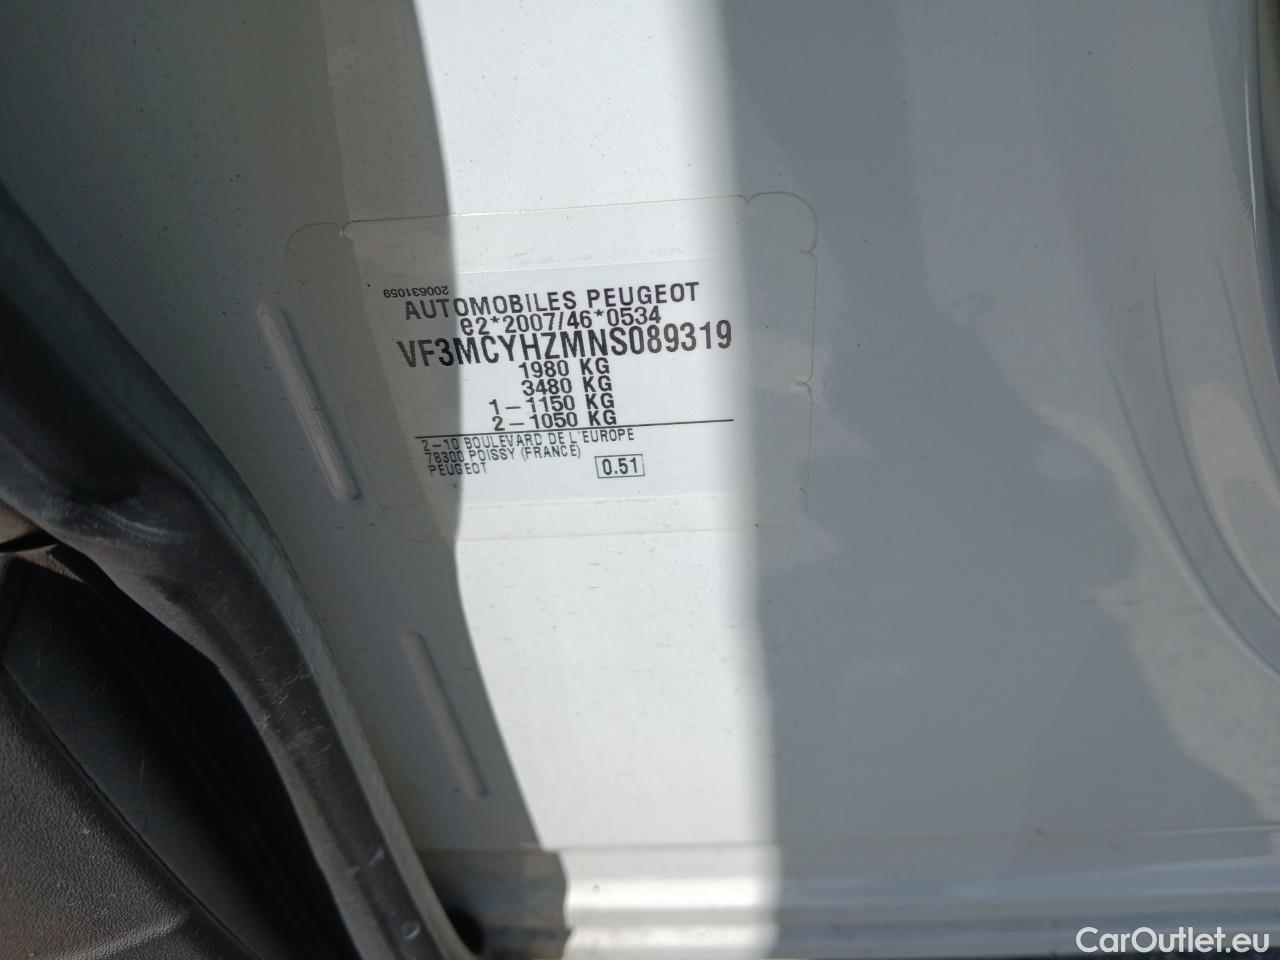 200631059
AUTOMOBILES PEUGEOT
e2*2007/46*0534
VF3MCYHZMNS089319
1980 KG
3480 KG
1-1150 KG
2-1050 KG
2-10 BOULEVARD DE L'EUROPE
78300 POISSY (FRANCE)
PEUGEOT
0.51
CarOutlet.eu